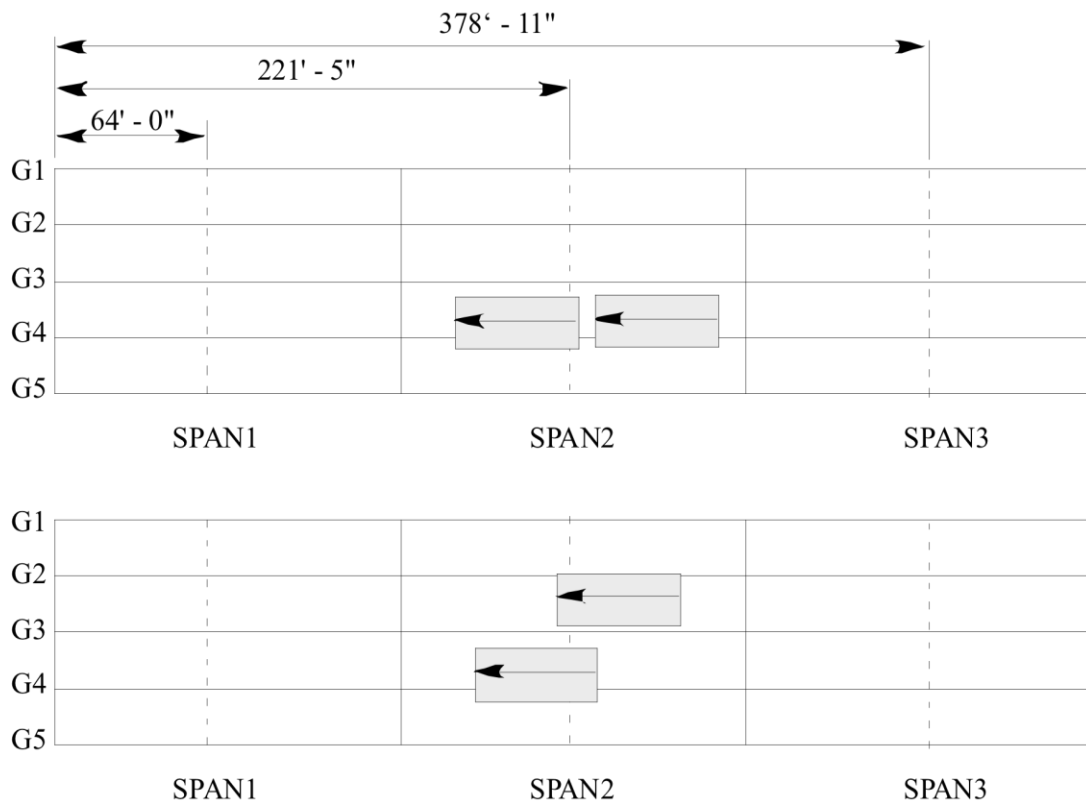 378‘ - 11"
221' - 5"
64' - 0"
G1
G2
G3
G4
G5
SPAN1 SPAN2 SPAN3
G1
G2
G3
G4
G5
SPAN1 SPAN2 SPAN3